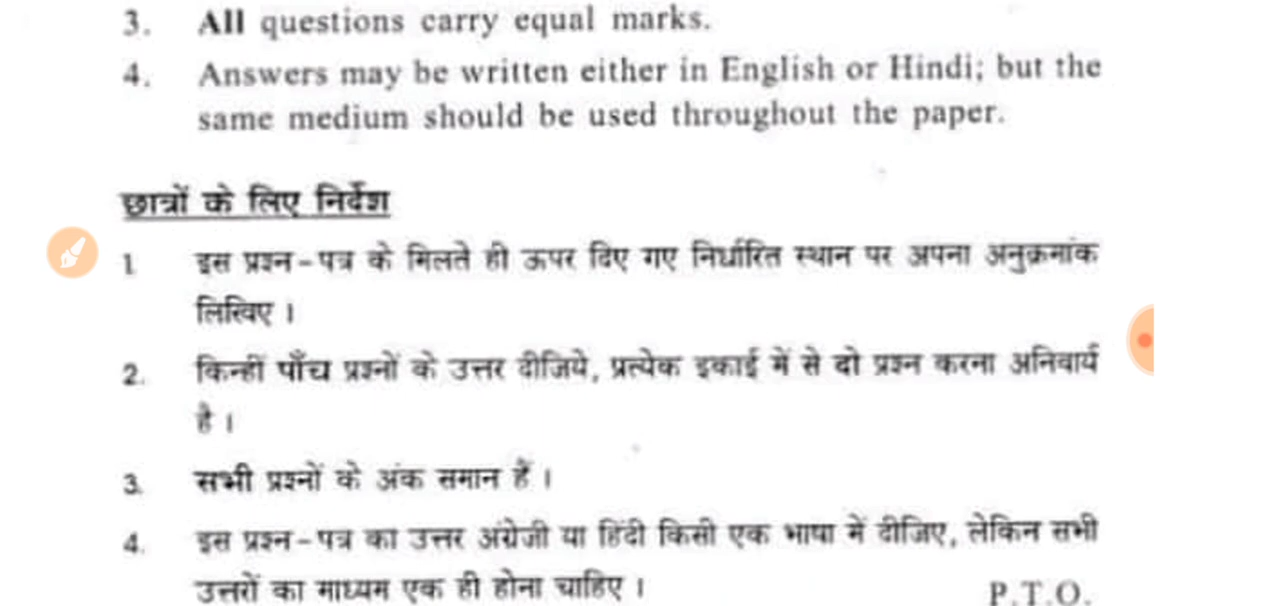 3. All questions carry equal marks.
4. Answers may be written either in English or Hindi; but the
same medium should be used throughout the paper.
छात्रों के लिए निर्देश
1 इस प्रश्न-पत्र के मिलते ही ऊपर दिए गए निर्धारित स्थान पर अपना अनुक्रमांक
लिखिए ।
2. किन्हीं पाँच प्रश्नों के उत्तर दीजिये, प्रत्येक इकाई में से दो प्रश्न करना अनिवार्य
है ।
3. सभी प्रश्नों के अंक समान हैं ।
4. इस प्रश्न-पत्र का उत्तर अंग्रेजी या हिंदी किसी एक भाषा में दीजिए, लेकिन सभी
उत्तरों का माध्यम एक ही होना चाहिए ।
P.T.O.